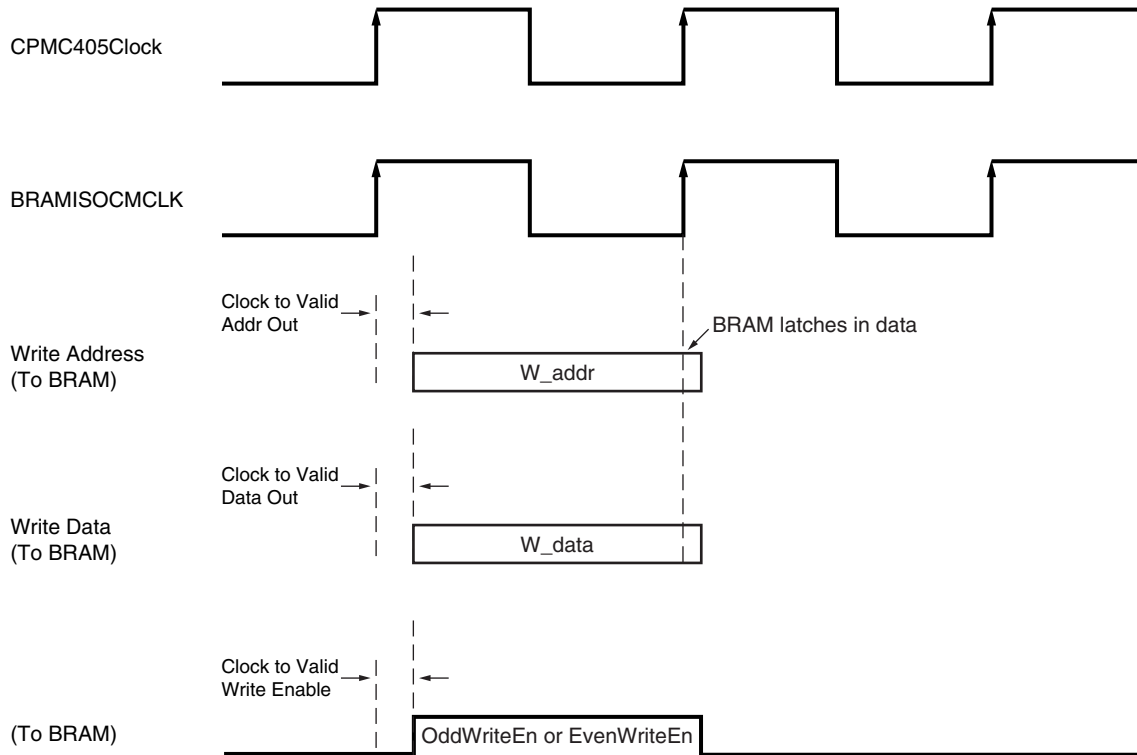 CPMC405Clock
BRAMISOCMCLK
Clock to Valid
Addr Out
BRAM latches in data
Write Address
(To BRAM)
W_addr
Clock to Valid
Data Out
Write Data
(To BRAM)
W_data
Clock to Valid
Write Enable
(To BRAM)
OddWriteEn or EvenWriteEn